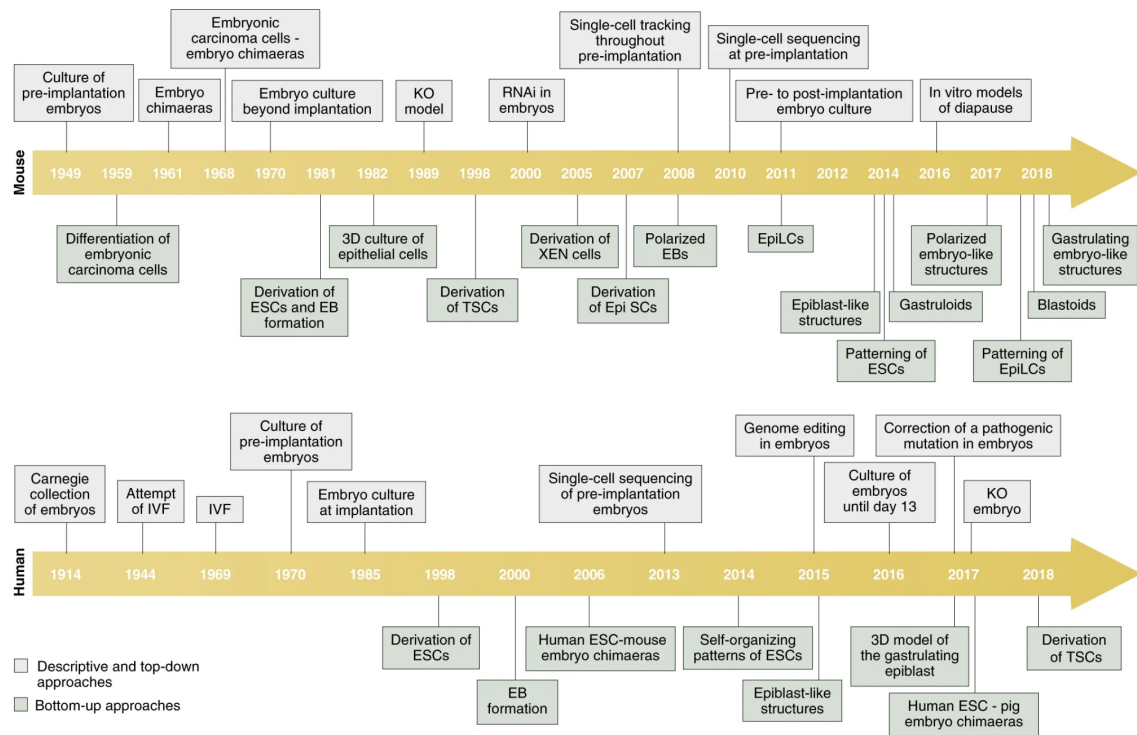 Embryonic
carcinoma cells -
embryo chimaeras
Single-cell tracking
throughout
pre-implantation
Single-cell sequencing
at pre-implantation
Culture of
pre-implantation
embryos
Embryo
chimaeras
Embryo culture
beyond implantation
KO
model
RNAi in
embryos
Pre- to post-implantation
embryo culture
In vitro models
of diapause
Mouse
1949 1959 1961 1968 1970 1981 1982 1989 1998 2000 2005 2007 2008 2010 2011 2012 2014 2016 2017 2018
Differentiation of
embryonic
carcinoma cells
3D culture of
epithelial cells
Derivation of
XEN cells
Polarized
EBs
EpiLCs
Polarized
embryo-like
structures
Gastrulating
embryo-like
structures
Derivation of
ESCs and EB
formation
Derivation
of TSCs
Derivation
of Epi SCs
Epiblast-like
structures
Gastruloids
Blastoids
Patterning of
ESCs
Patterning of
EpiLCs
Culture of
pre-implantation
embryos
Genome editing
in embryos
Correction of a pathogenic
mutation in embryos
Carnegie
collection
of embryos
Attempt
of IVF
IVF
Embryo culture
at implantation
Single-cell sequencing
of pre-implantation
embryos
Culture of
embryos
until day 13
KO
embryo
Human
1914 1944 1969 1970 1985 1998 2000 2006 2013 2014 2015 2016 2017 2018
Derivation of
ESCs
Human ESC-mouse
embryo chimaeras
Self-organizing
patterns of ESCs
3D model of
the gastrulating
epiblast
Derivation
of TSCs
EB
formation
Epiblast-like
structures
Human ESC - pig
embryo chimaeras
Descriptive and top-down
approaches
Bottom-up approaches